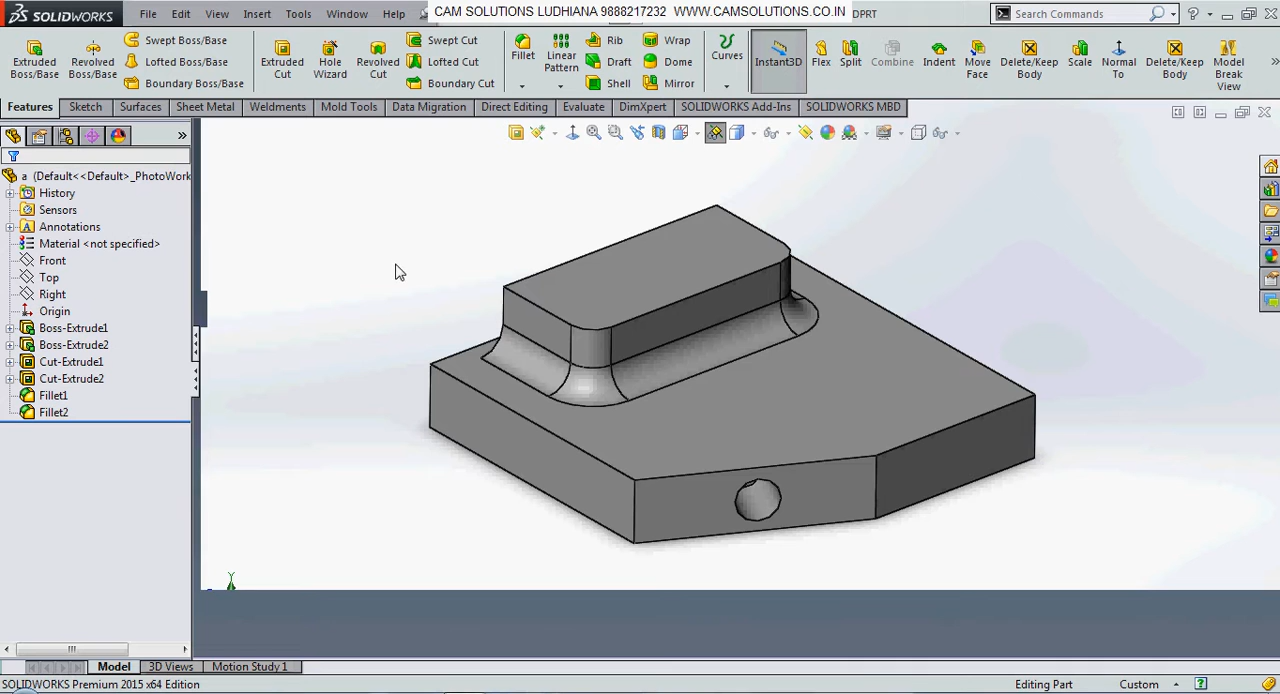 SOLIDWORKS File Edit View Insert Tools Window Help CAM SOLUTIONS LUDHIANA 9888217232 WWW.CAMSOLUTIONS.CO.IN DPRT Search Commands
Extruded Boss/Base
Revolved Boss/Base
Swept Boss/Base
Lofted Boss/Base
Boundary Boss/Base
Extruded Cut
Hole Wizard
Revolved Cut
Swept Cut
Lofted Cut
Boundary Cut
Fillet
Linear Pattern
Rib
Draft
Shell
Wrap
Dome
Mirror
Curves
Instant3D
Flex
Split
Combine
Indent
Move Face
Delete/Keep Body
Scale
Normal To
Delete/Keep Body
Model Break View
Features Sketch Surfaces Sheet Metal Weldments Mold Tools Data Migration Direct Editing Evaluate DimXpert SOLIDWORKS Add-Ins SOLIDWORKS MBD
a (Default<<Default>_PhotoWork
History
Sensors
Annotations
Material <not specified>
Front
Top
Right
Origin
Boss-Extrude1
Boss-Extrude2
Cut-Extrude1
Cut-Extrude2
Fillet1
Fillet2
Y
Model 3D Views Motion Study 1
SOLIDWORKS Premium 2015 x64 Edition Editing Part Custom